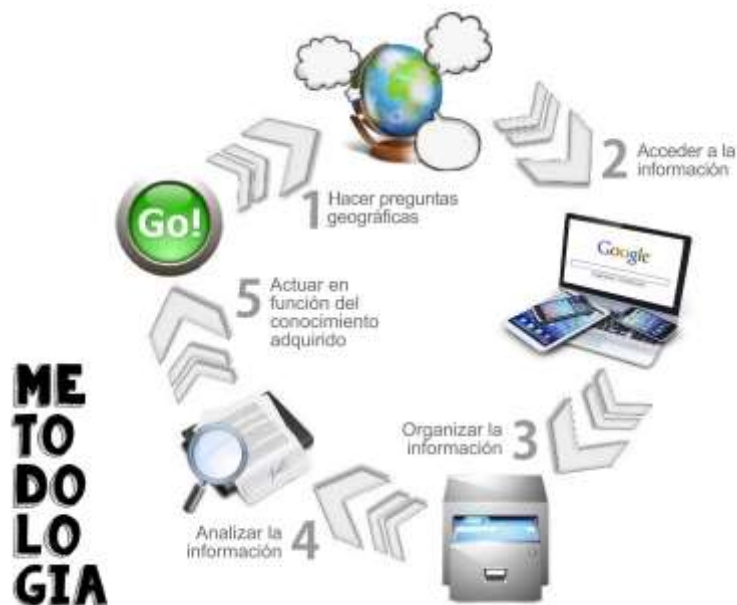 1
Hacer preguntas
geográficas
2
Acceder a la
información
Google
Organizar la
información
3
Analizar la
información
4
5
Actuar en
función del
conocimiento
adquirido
Go!
ME
TO
DO
LO
GIA